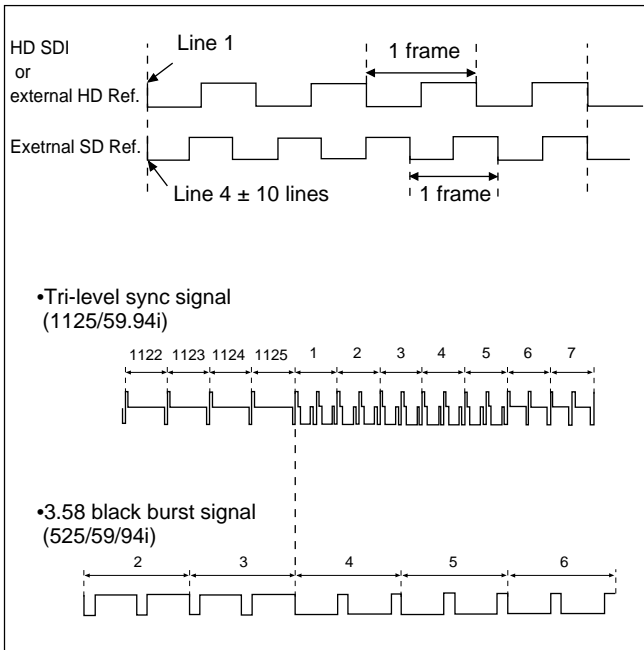 HD SDI
or
external HD Ref.
Line 1
1 frame
Exetrnal SD Ref.
Line 4 ± 10 lines
1 frame
•Tri-level sync signal
(1125/59.94i)
1122 1123 1124 1125 1 2 3 4 5 6 7
•3.58 black burst signal
(525/59/94i)
2 3 4 5 6